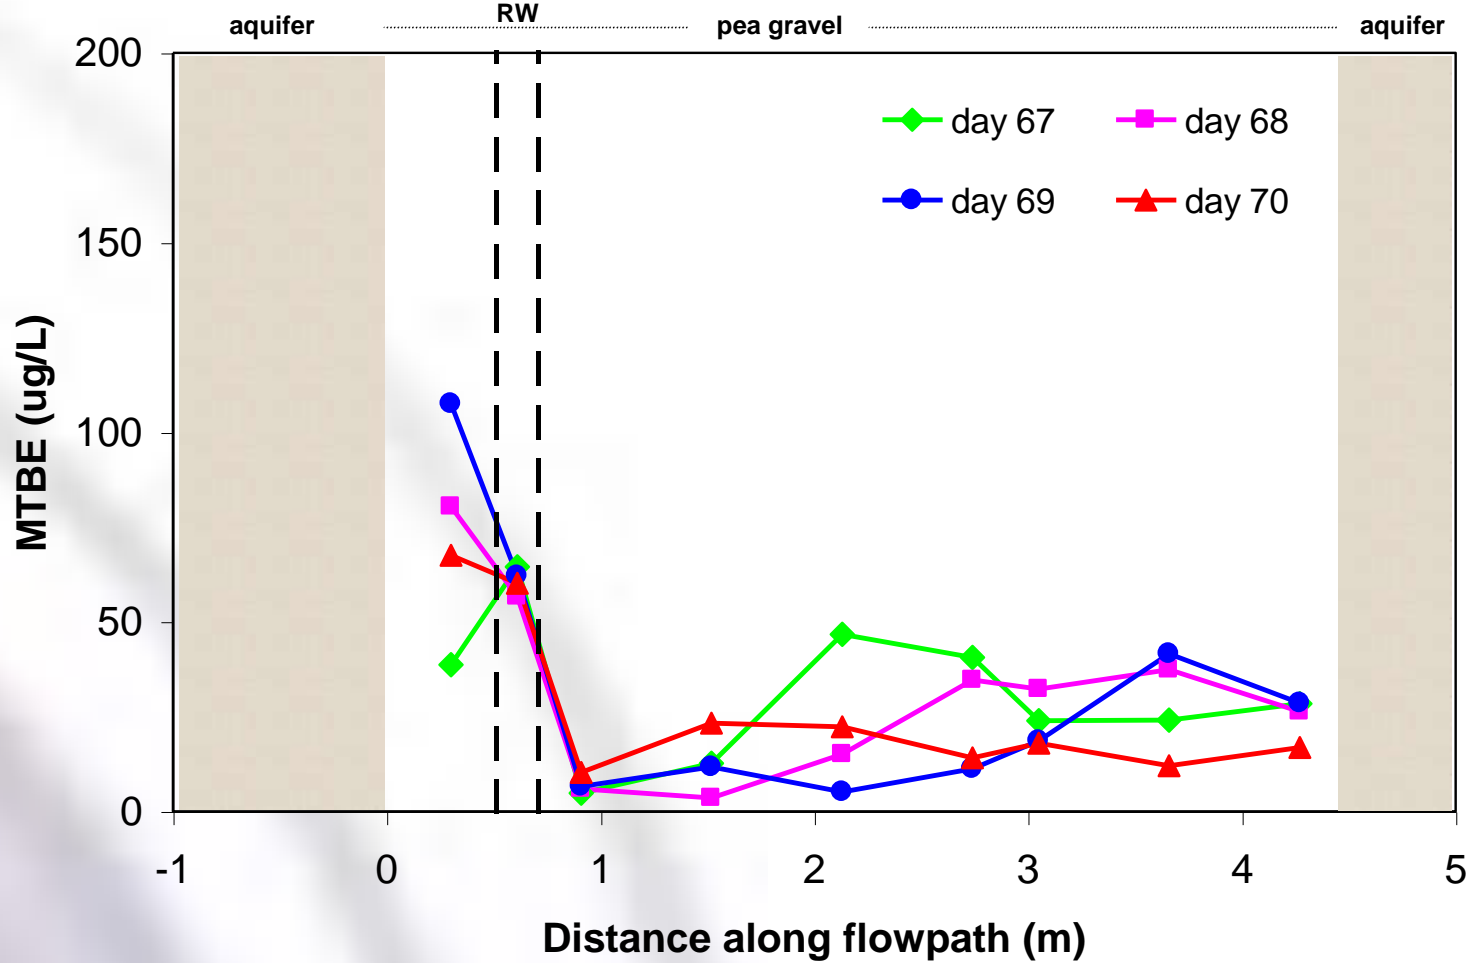 RW
aquifer pea gravel aquifer
200
150
100
50
0
day 67 day 68
day 69 day 70
MTBE (ug/L)
-1 0 1 2 3 4 5
Distance along flowpath (m)